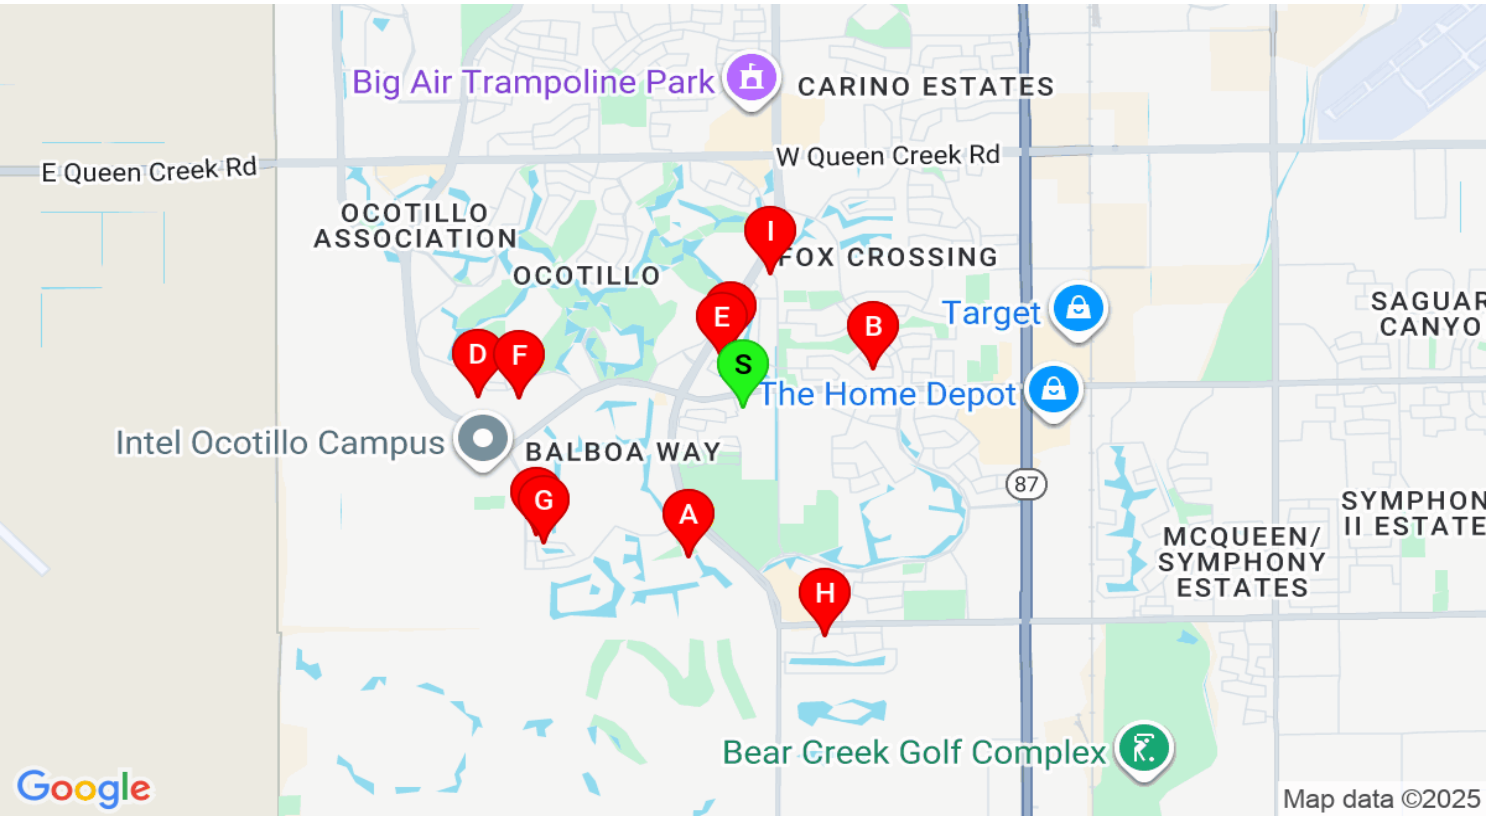 Big Air Trampoline Park
CARINO ESTATES
E Queen Creek Rd
W Queen Creek Rd
OCOTILLO
ASSOCIATION
I
FOX CROSSING
OCOTILLO
E
B
Target
SAGUAR
CANYO
D
F
S
The Home Depot
Intel Ocotillo Campus
BALBOA WAY
87
G
A
SYMPHON
II ESTATE
MCQUEEN/
SYMPHONY
ESTATES
H
Bear Creek Golf Complex
Google
Map data ©2025